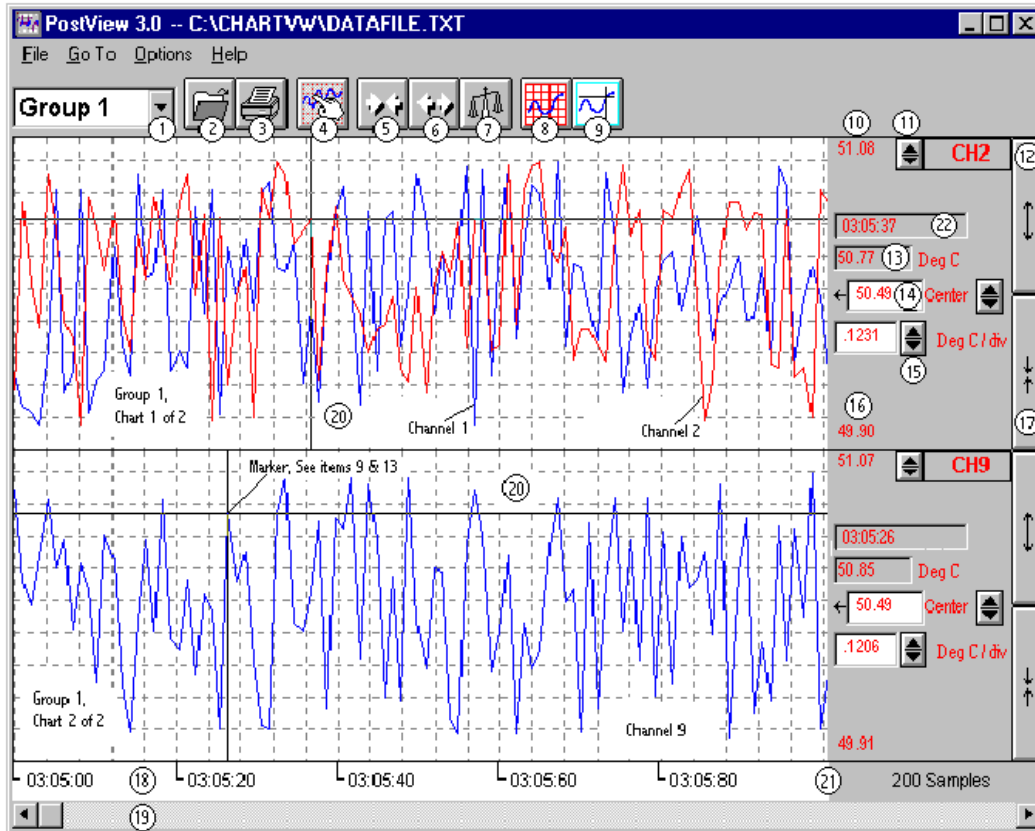 PostView 3.0 -- C:\CHARTVW\DATAFILE.TXT
File Go To Options Help
Group 1
1 2 3 4 5 6 7 8 9
10 11
51.08 CH2 12
03:05:37 22
50.77 13 Deg C
50.49 14 Center
.1231 Deg C / div
15
Group 1,
Chart 1 of 2
20
Channel 1
Channel 2
16
49.90
17
Marker, See items 9 & 13
20
51.07 CH9
03:05:26
50.85 Deg C
50.49 Center
.1206 Deg C / div
Group 1,
Chart 2 of 2
Channel 9
49.91
03:05:00 18 03:05:20 03:05:40 03:05:60 03:05:80 21 200 Samples
19